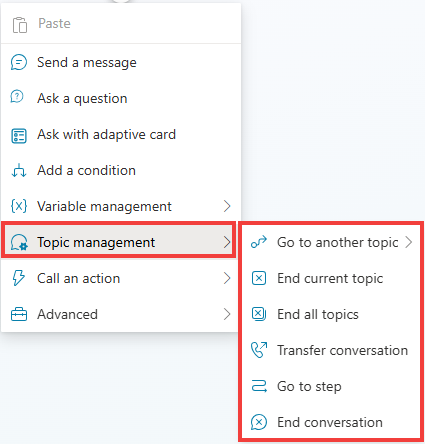 Paste
Send a message
Ask a question
Ask with adaptive card
Add a condition
{x} Variable management
Topic management
Call an action
Advanced
Go to another topic
End current topic
End all topics
Transfer conversation
Go to step
End conversation